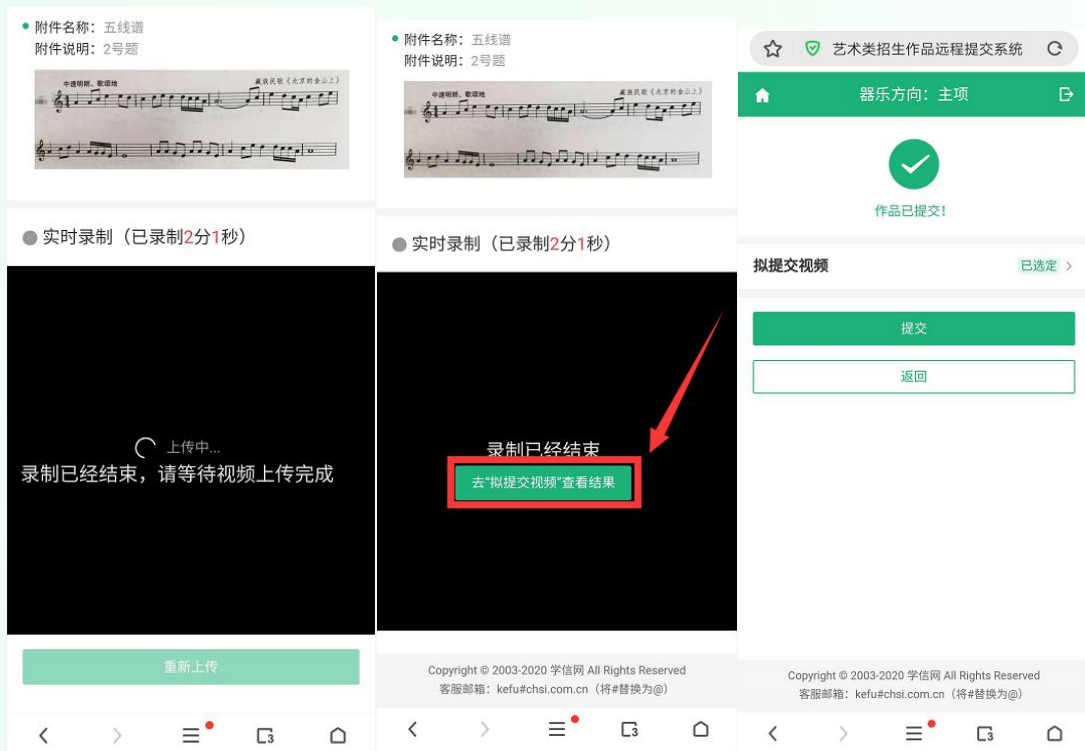 附件名称：五线谱
附件说明：2号题
中速明朗、歌颂地
藏族民歌《北京的金山上》
实时录制（已录制2分1秒）
上传中...
录制已经结束，请等待视频上传完成
重新上传
3
附件名称：五线谱
附件说明：2号题
中速明朗、歌颂地
藏族民歌《北京的金山上》
实时录制（已录制2分1秒）
录制已经结束
去“拟提交视频”查看结果
Copyright © 2003-2020 学信网 All Rights Reserved
客服邮箱：kefu#chsi.com.cn（将#替换为@）
3
艺术类招生作品远程提交系统
器乐方向：主项
作品已提交！
拟提交视频 已选定
提交
返回
Copyright © 2003-2020 学信网 All Rights Reserved
客服邮箱：kefu#chsi.com.cn（将#替换为@）
3